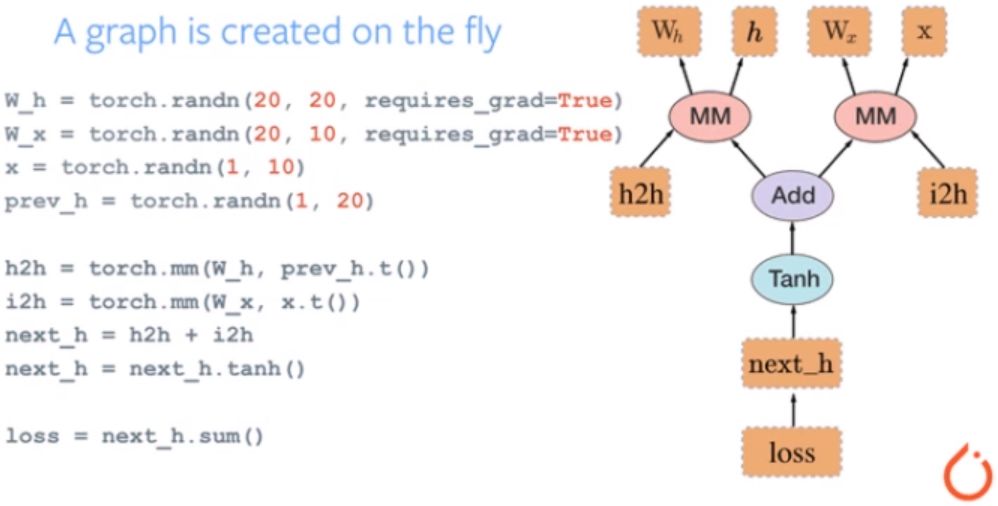 A graph is created on the fly
W_h = torch.randn(20, 20, requires_grad=True)
W_x = torch.randn(20, 10, requires_grad=True)
x = torch.randn(1, 10)
prev_h = torch.randn(1, 20)
h2h = torch.mm(W_h, prev_h.t())
i2h = torch.mm(W_x, x.t())
next_h = h2h + i2h
next_h = next_h.tanh()
loss = next_h.sum()
Wₕ h Wₓ x
MM MM
h2h Add i2h
Tanh
next_h
loss